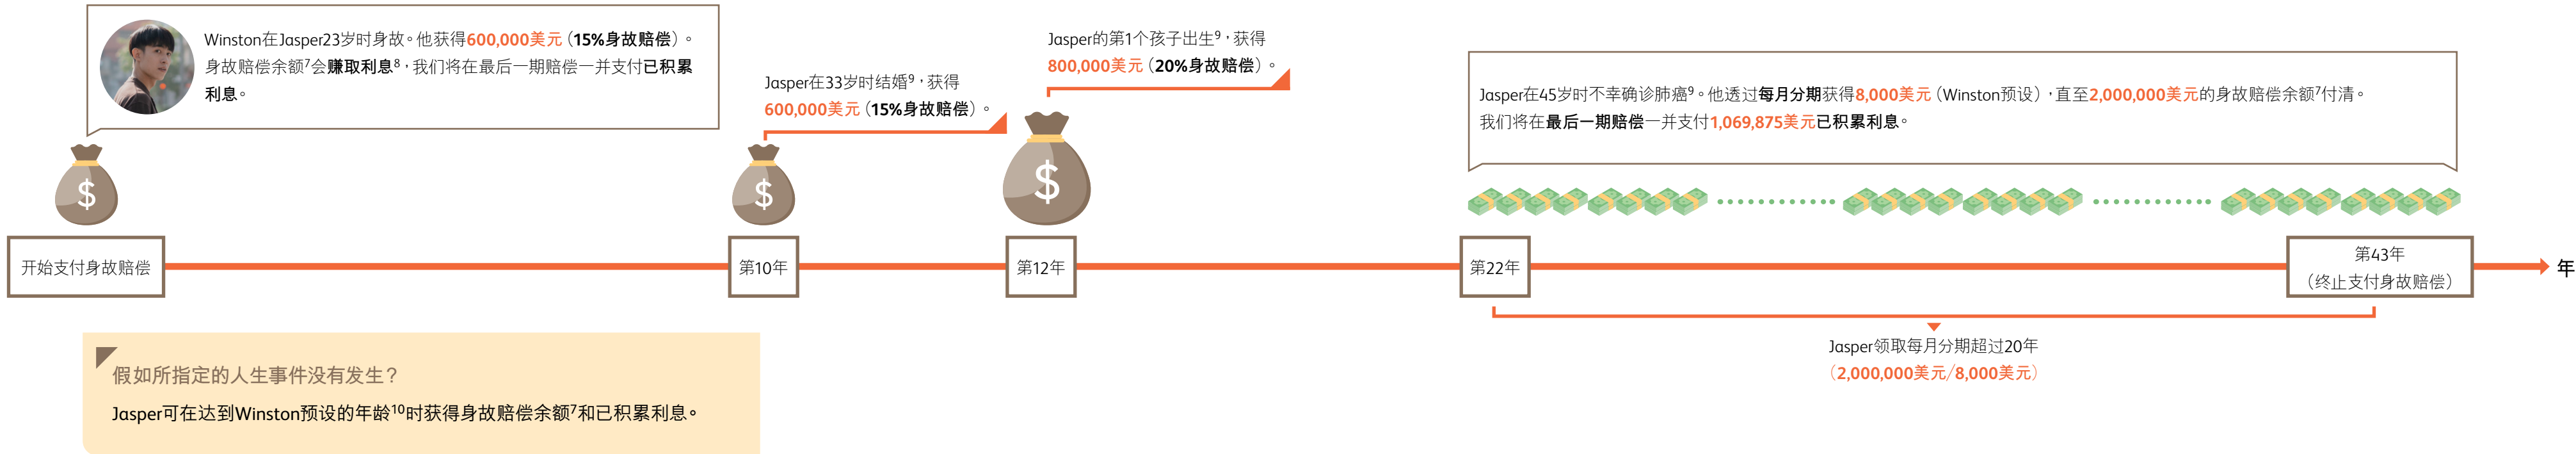 Winston在Jasper23岁时身故。他获得600,000美元（15%身故赔偿）。
身故赔偿余额7会赚取利息8，我们将在最后一期赔偿一并支付已积累
利息。
Jasper在33岁时结婚9，获得
600,000美元（15%身故赔偿）。
Jasper的第1个孩子出生9，获得
800,000美元（20%身故赔偿）。
Jasper在45岁时不幸确诊肺癌9。他透过每月分期获得8,000美元（Winston预设），直至2,000,000美元的身故赔偿余额7付清。
我们将在最后一期赔偿一并支付1,069,875美元已积累利息。
$
$
$
开始支付身故赔偿
第10年
第12年
第22年
第43年
（终止支付身故赔偿）
年
Jasper领取每月分期超过20年
（2,000,000美元/8,000美元）
假如所指定的人生事件没有发生？
Jasper可在达到Winston预设的年龄10时获得身故赔偿余额7和已积累利息。